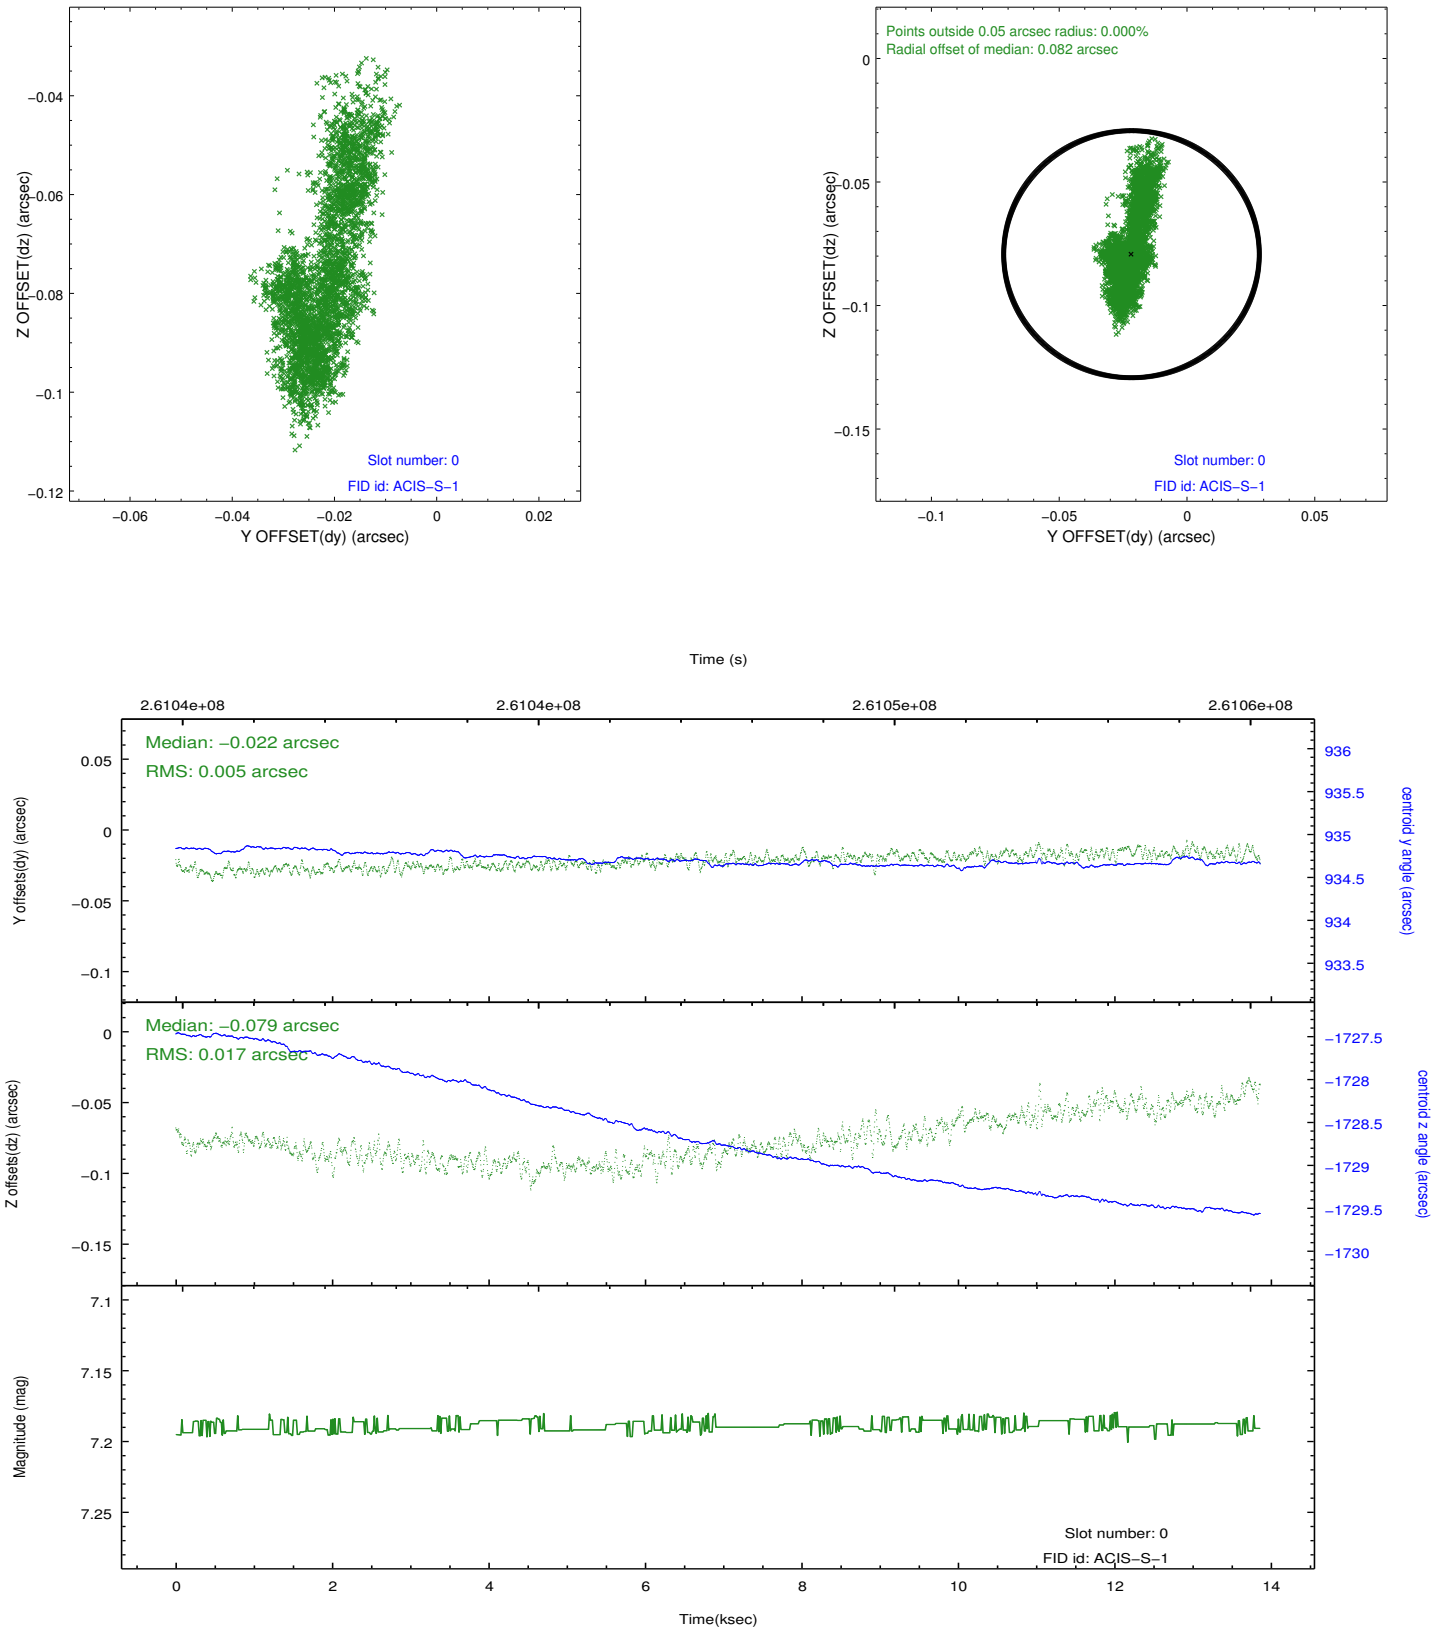 −0.04
−0.06
−0.08
−0.1
−0.12
Z OFFSET(dz) (arcsec)
Slot number: 0
FID id: ACIS−S−1
−0.06
−0.04
−0.02
0
0.02
Y OFFSET(dy) (arcsec)
Points outside 0.05 arcsec radius: 0.000%
Radial offset of median: 0.082 arcsec
0
−0.05
−0.1
−0.15
Z OFFSET(dz) (arcsec)
Slot number: 0
FID id: ACIS−S−1
−0.1
−0.05
0
0.05
Y OFFSET(dy) (arcsec)
Time (s)
2.6104e+08
2.6104e+08
2.6105e+08
2.6106e+08
Median: −0.022 arcsec
RMS: 0.005 arcsec
0.05
0
−0.05
−0.1
Y offsets(dy) (arcsec)
936
935.5
935
934.5
934
933.5
centroid y angle (arcsec)
Median: −0.079 arcsec
RMS: 0.017 arcsec
0
−0.05
−0.1
−0.15
Z offsets(dz) (arcsec)
−1727.5
−1728
−1728.5
−1729
−1729.5
−1730
centroid z angle (arcsec)
7.1
7.15
7.2
7.25
Magnitude (mag)
Slot number: 0
FID id: ACIS−S−1
0
2
4
6
8
10
12
14
Time(ksec)